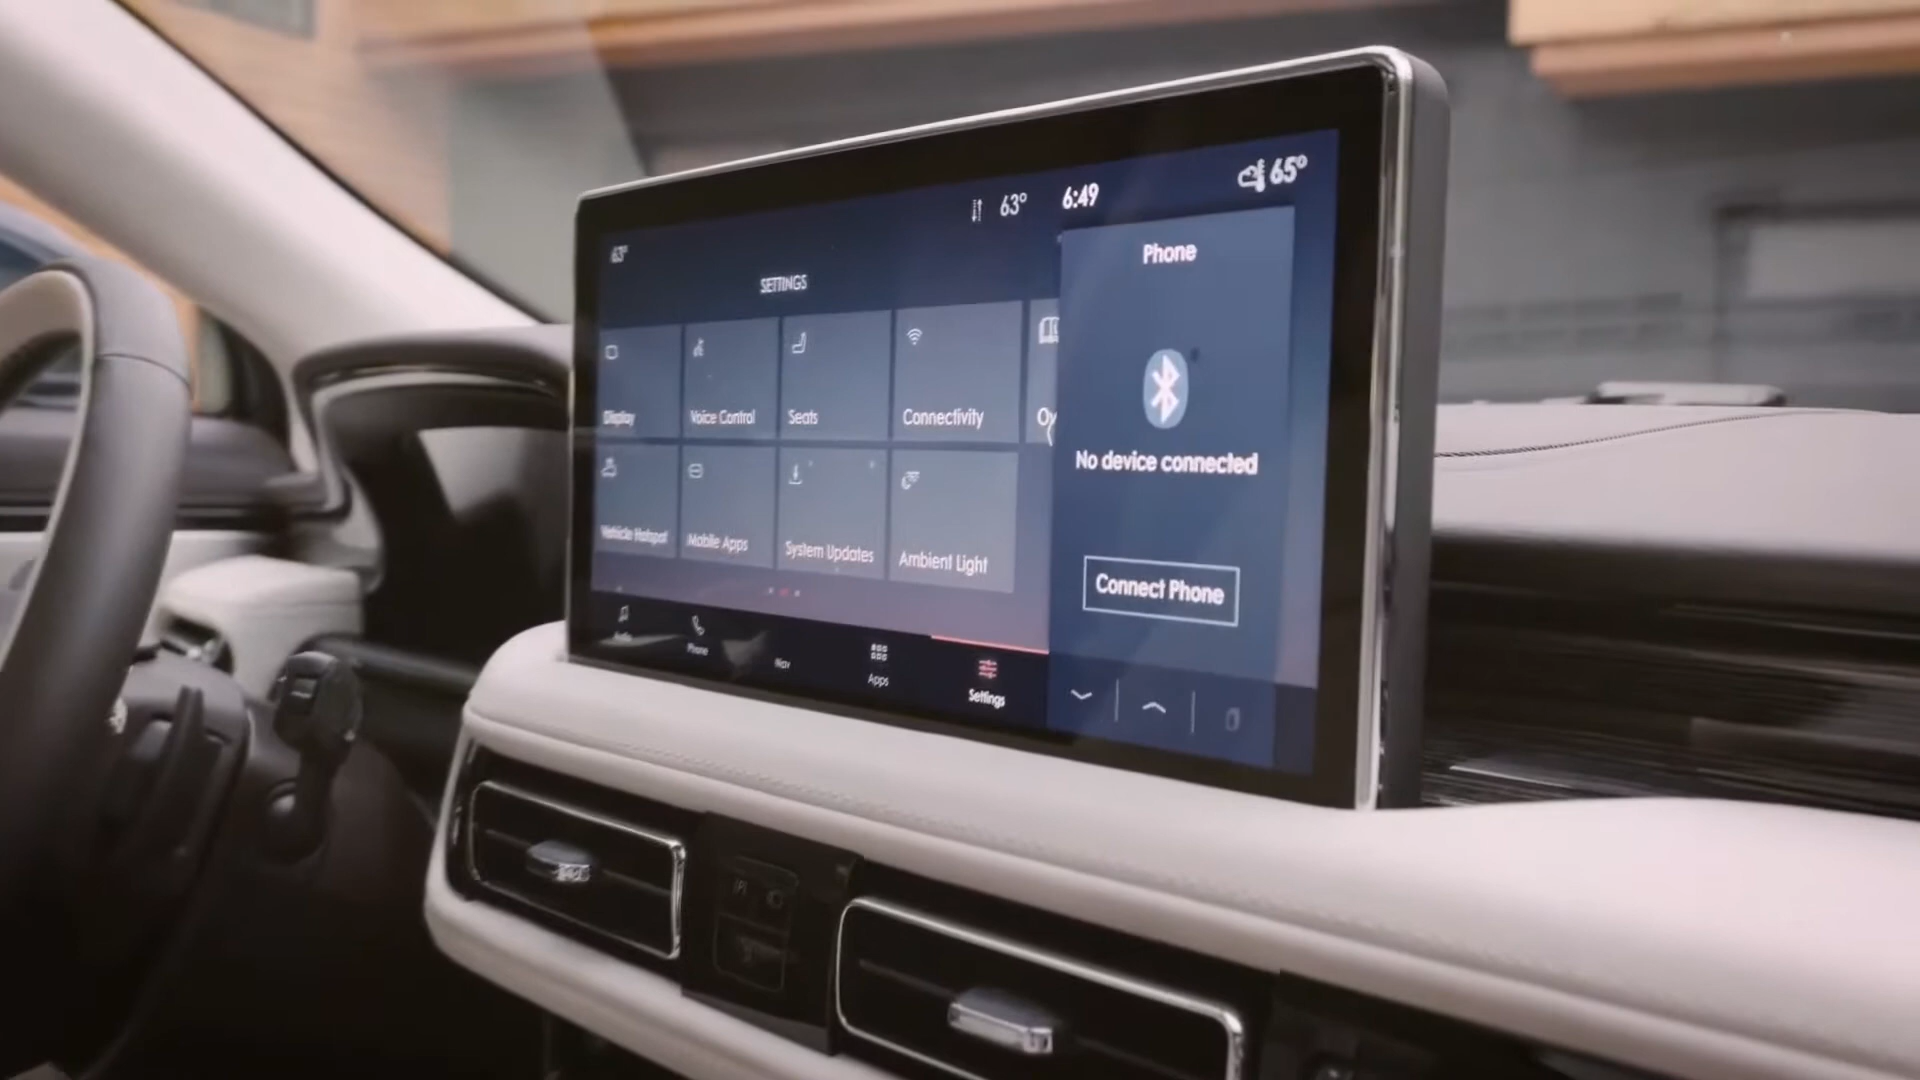 63° 6:49 65°
63°
SETTINGS
Phone
Display Voice Control Seats Connectivity
No device connected
Vehicle Hotspot Mobile Apps System Updates Ambient Light
Connect Phone
Audio Phone Nav Apps Settings